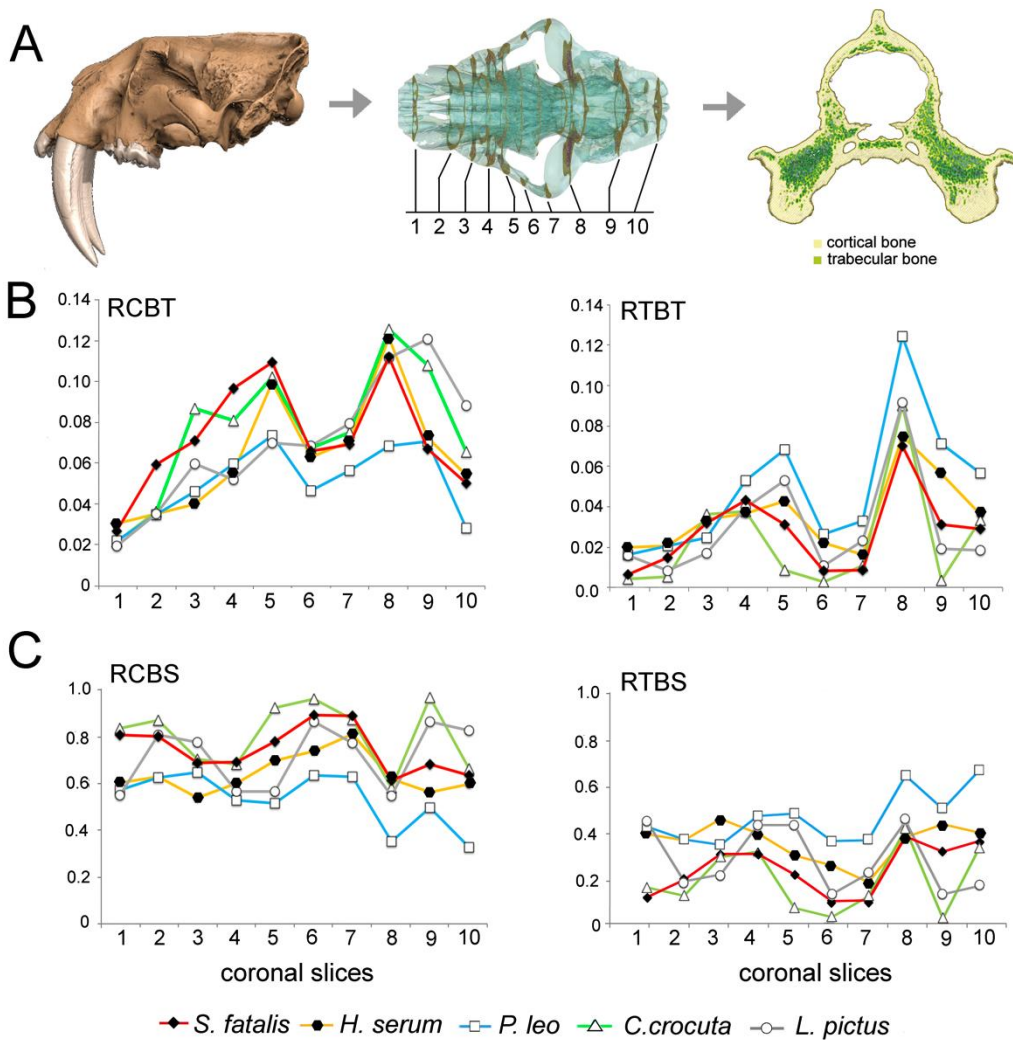 A
1 2 3 4 5 6 7 8 9 10
cortical bone
trabecular bone
B
RCBT
0.14
0.12
0.10
0.08
0.06
0.04
0.02
0
1 2 3 4 5 6 7 8 9 10
RTBT
0.14
0.12
0.10
0.08
0.06
0.04
0.02
0.0
1 2 3 4 5 6 7 8 9 10
C
RCBS
1.0
0.8
0.6
0.4
0.2
0
1 2 3 4 5 6 7 8 9 10
coronal slices
RTBS
1.0
0.8
0.6
0.4
0.2
0
1 2 3 4 5 6 7 8 9 10
coronal slices
S. fatalis H. serum P. leo C.crocuta L. pictus